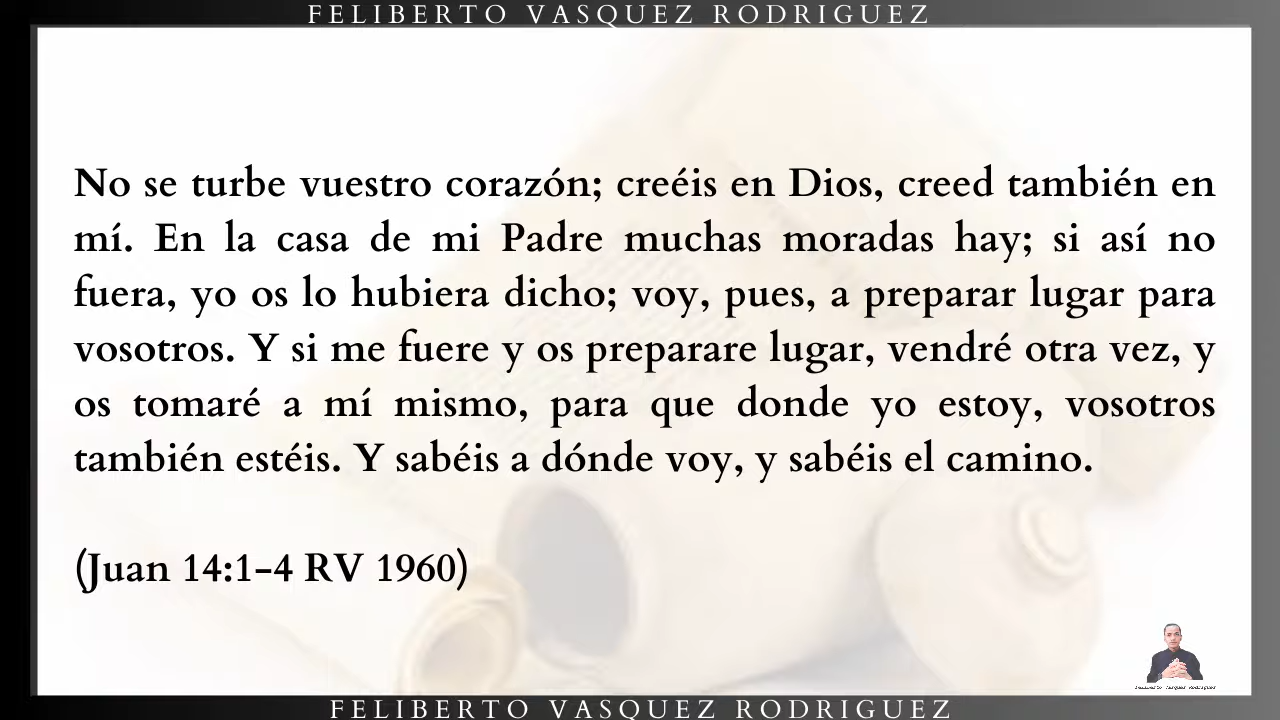 FELIBERTO VASQUEZ RODRIGUEZ
No se turbe vuestro corazón; creéis en Dios, creed también en
mí. En la casa de mi Padre muchas moradas hay; si así no
fuera, yo os lo hubiera dicho; voy, pues, a preparar lugar para
vosotros. Y si me fuere y os preparare lugar, vendré otra vez, y
os tomaré a mí mismo, para que donde yo estoy, vosotros
también estéis. Y sabéis a dónde voy, y sabéis el camino.
(Juan 14:1-4 RV 1960)
Feliberto Vasquez Rodriguez
FELIBERTO VASQUEZ RODRIGUEZ